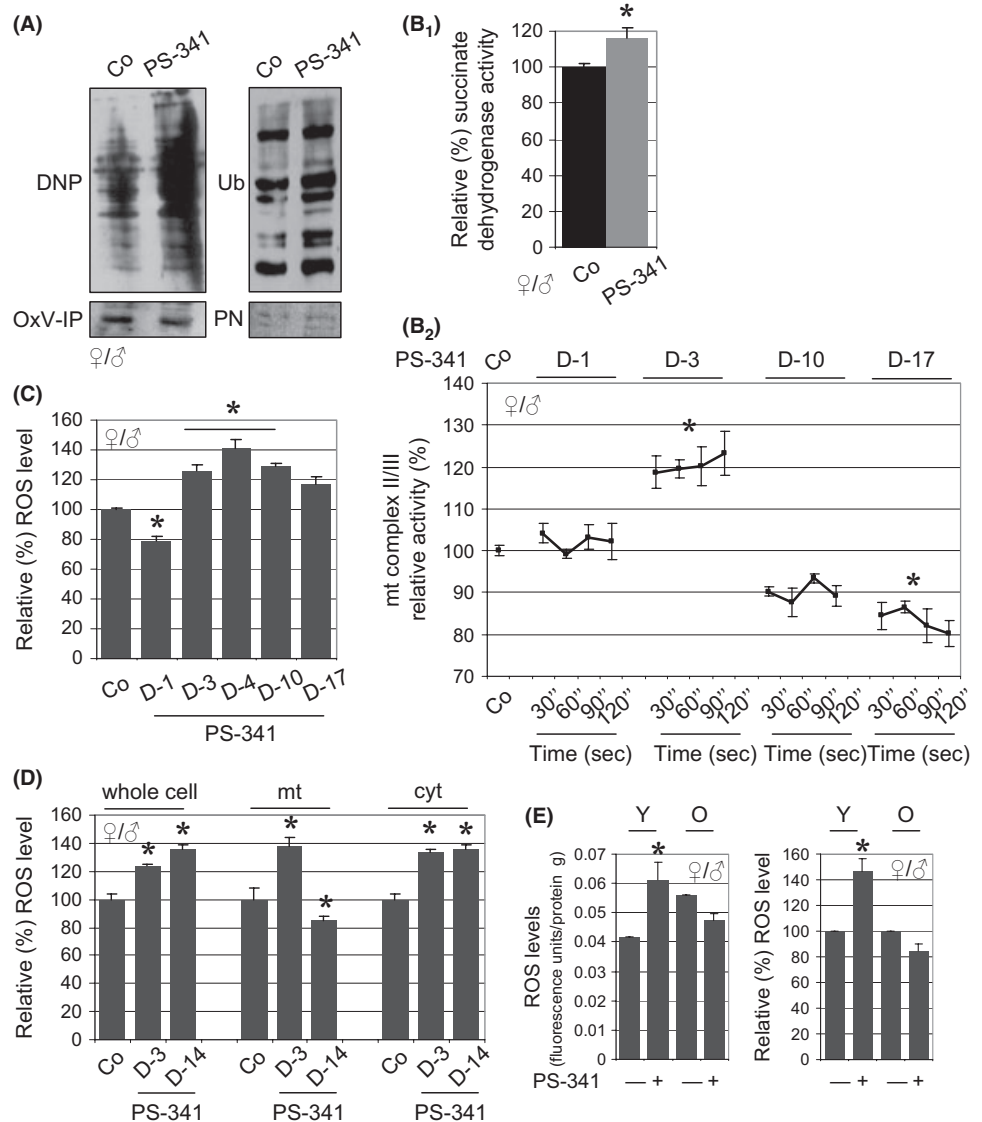 (A)
Co PS-341
Co PS-341
DNP
Ub
OxV-IP
PN
♀/♂
(B1)
Relative (%) succinate
dehydrogenase activity
120
100
80
60
40
20
0
*
♀/♂
Co
PS-341
(B2)
PS-341 Co D-1 D-3 D-10 D-17
mt complex II/III
relative activity (%)
140
130
120
110
100
90
80
70
♀/♂
*
*
Co 30” 60” 90” 120” 30” 60” 90” 120” 30” 60” 90” 120” 30” 60” 90” 120”
Time (sec) Time (sec) Time (sec) Time (sec)
(C)
Relative (%) ROS level
160
140
120
100
80
60
40
20
0
♀/♂
*
*
Co D-1 D-3 D-4 D-10 D-17
PS-341
(D)
whole cell mt cyt
Relative (%) ROS level
160
140
120
100
80
60
40
20
0
♀/♂
* * * * * *
Co D-3 D-14 Co D-3 D-14 Co D-3 D-14
PS-341 PS-341 PS-341
(E)
Y O
ROS levels
(fluorescence units/protein g)
0.07
0.06
0.05
0.04
0.03
0.02
0.01
0
*
♀/♂
PS-341 — + — +
Y O
Relative (%) ROS level
160
140
120
100
80
60
40
20
0
*
♀/♂
— + — +